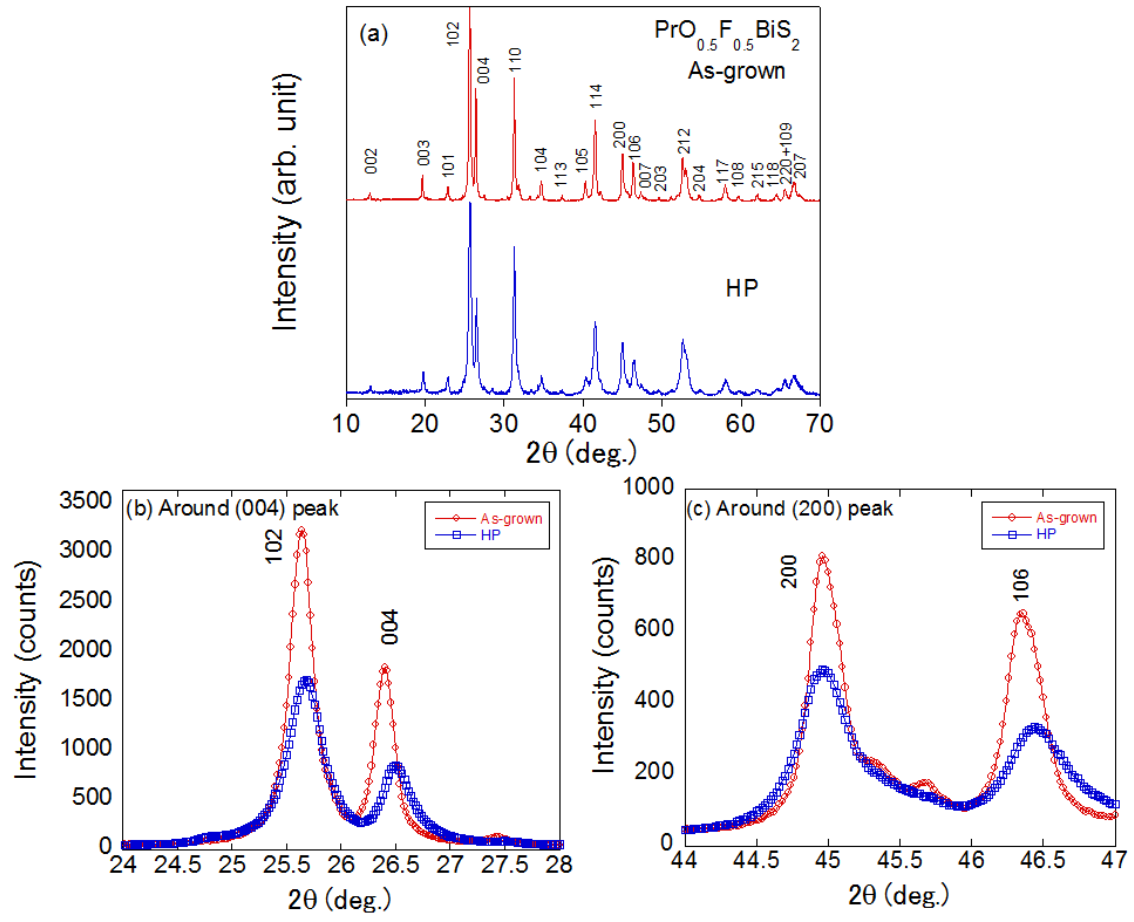 (a)
PrO0.5F0.5BiS2
As-grown
002
003
101
102
004
110
104
113
105
114
200
106
007
203
212
204
117
108
215
118
220+109
207
HP
Intensity (arb. unit)
10 20 30 40 50 60 70
2θ (deg.)
(b) Around (004) peak
As-grown
HP
102
004
Intensity (counts)
3500
3000
2500
2000
1500
1000
500
0
24 24.5 25 25.5 26 26.5 27 27.5 28
2θ (deg.)
(c) Around (200) peak
As-grown
HP
200
106
Intensity (counts)
1000
800
600
400
200
0
44 44.5 45 45.5 46 46.5 47
2θ (deg.)